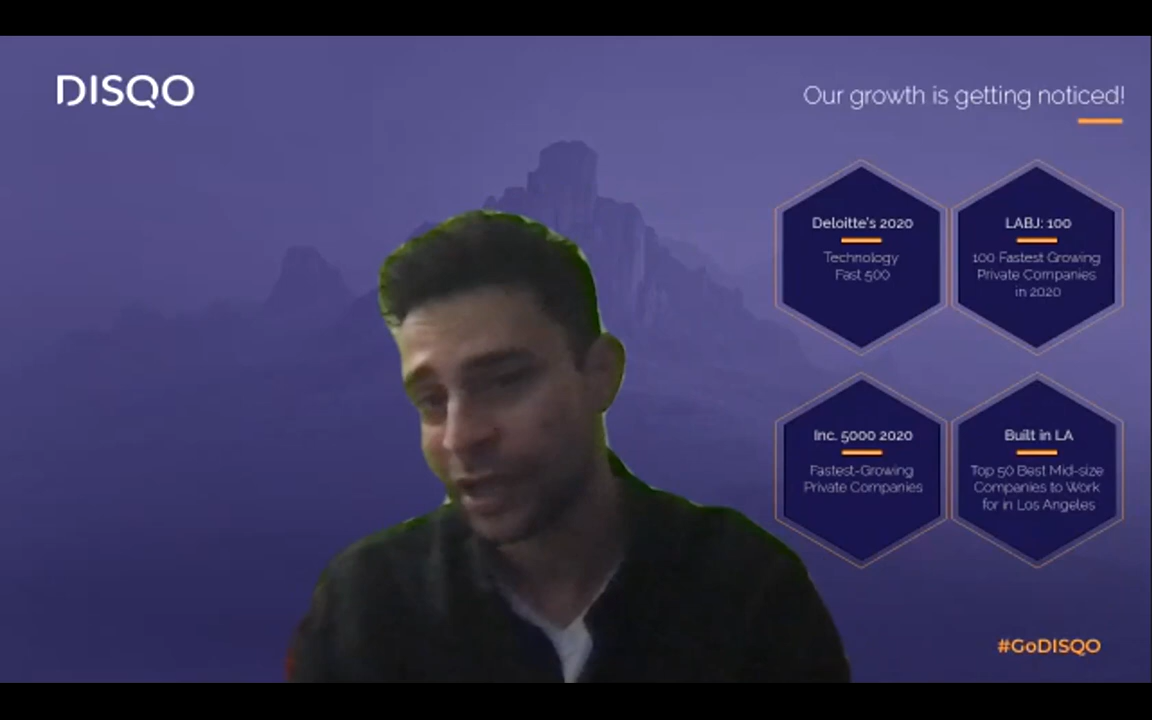 DISQO
Our growth is getting noticed!
Deloitte's 2020
Technology
Fast 500
LABJ: 100
100 Fastest Growing
Private Companies
in 2020
Inc. 5000 2020
Fastest-Growing
Private Companies
Built in LA
Top 50 Best Mid-size
Companies to Work
for in Los Angeles
#GoDISQO